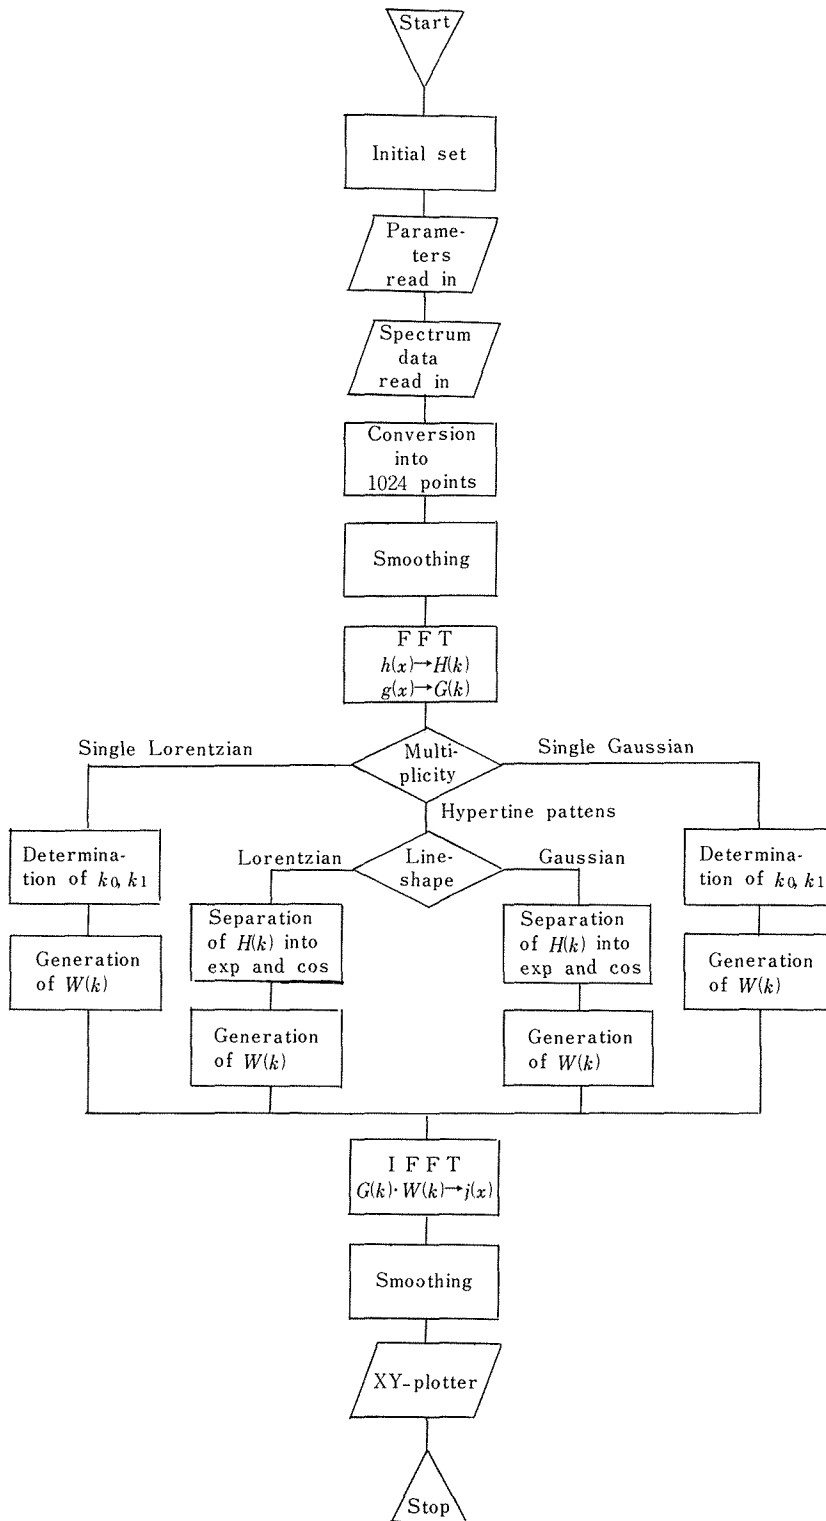 Start
Initial set
Parame-
ters
read in
Spectrum
data
read in
Conversion
into
1024 points
Smoothing
F F T
h(x)→H(k)
g(x)→G(k)
Single Lorentzian
Multi-
plicity
Single Gaussian
Hypertine pattens
Determina-
tion of k0, k1
Lorentzian
Line-
shape
Gaussian
Determina-
tion of k0, k1
Generation
of W(k)
Separation
of H(k) into
exp and cos
Separation
of H(k) into
exp and cos
Generation
of W(k)
Generation
of W(k)
Generation
of W(k)
I F F T
G(k)·W(k)→j(x)
Smoothing
XY-plotter
Stop